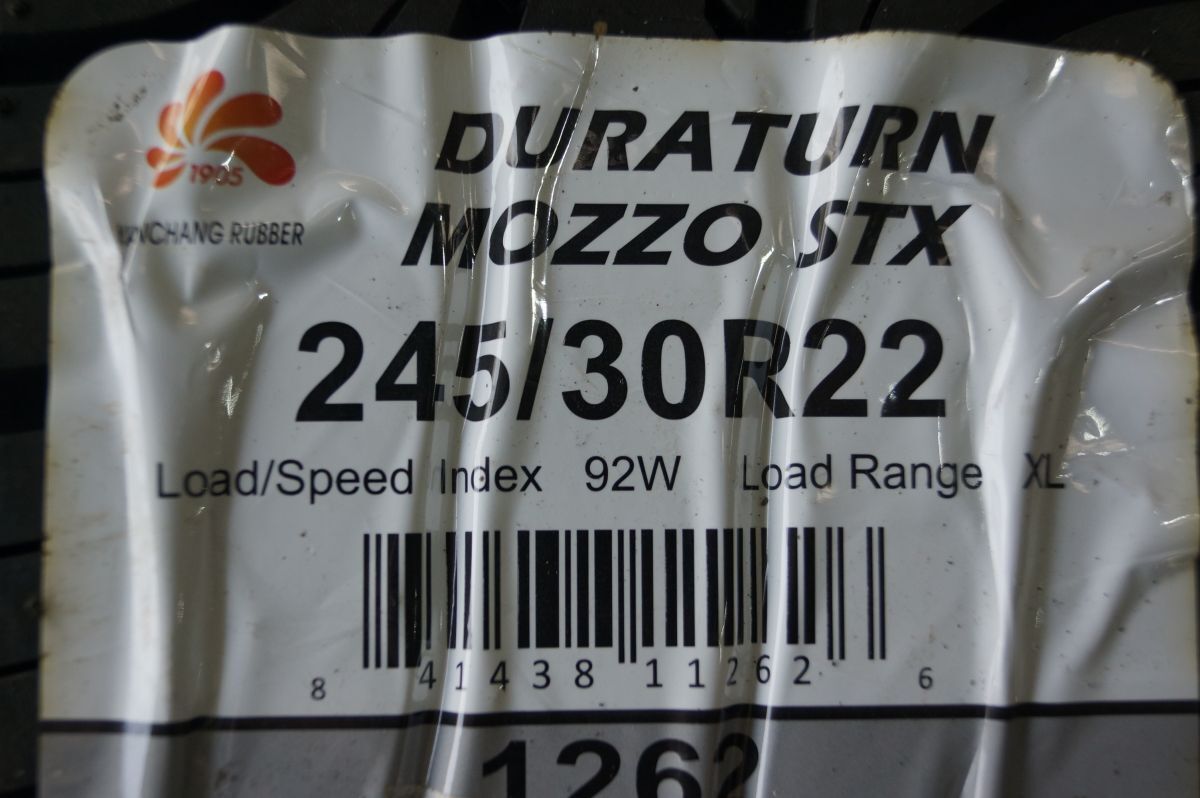 1905
YANCHANG RUBBER
DURATURN
MOZZO STX
245/30R22
Load/Speed Index 92W Load Range XL
8 41438 11262 6
1262